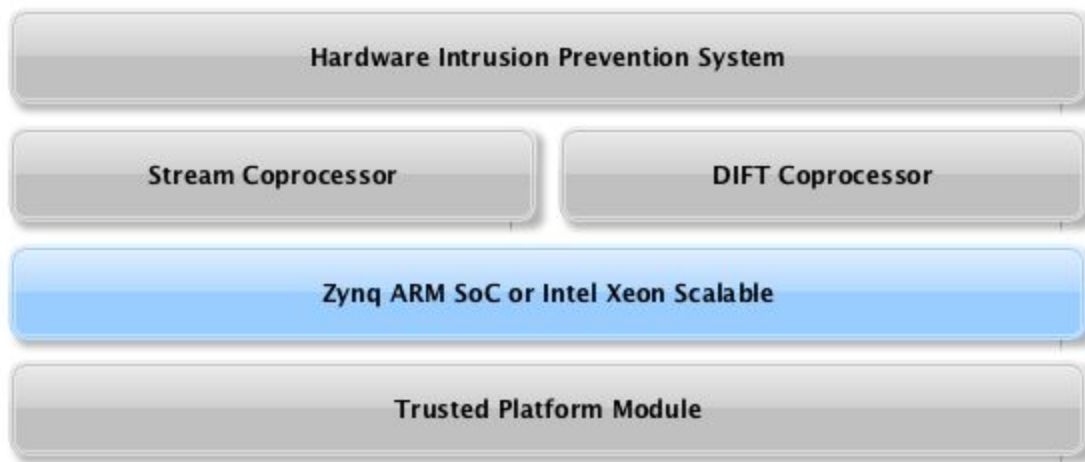 Hardware Intrusion Prevention System
Stream Coprocessor
DIFT Coprocessor
Zynq ARM SoC or Intel Xeon Scalable
Trusted Platform Module